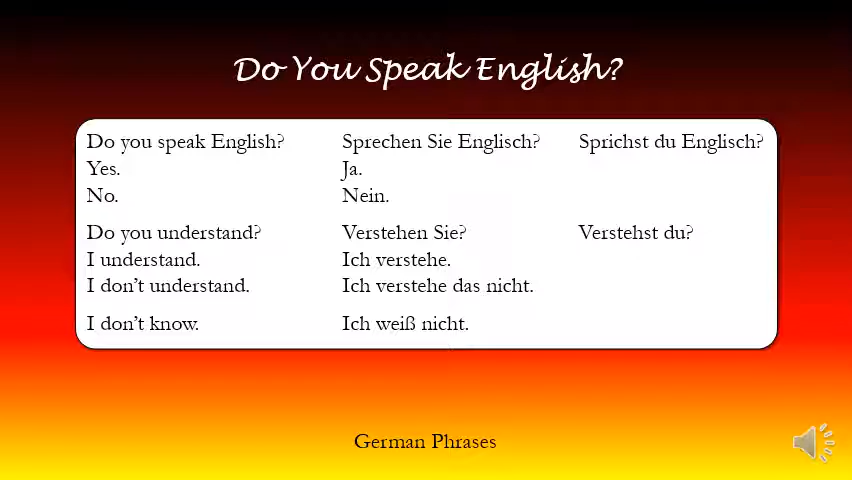 Do You Speak English?
Do you speak English? Sprechen Sie Englisch? Sprichst du Englisch?
Yes. Ja.
No. Nein.
Do you understand? Verstehen Sie? Verstehst du?
I understand. Ich verstehe.
I don't understand. Ich verstehe das nicht.
I don't know. Ich weiß nicht.
German Phrases